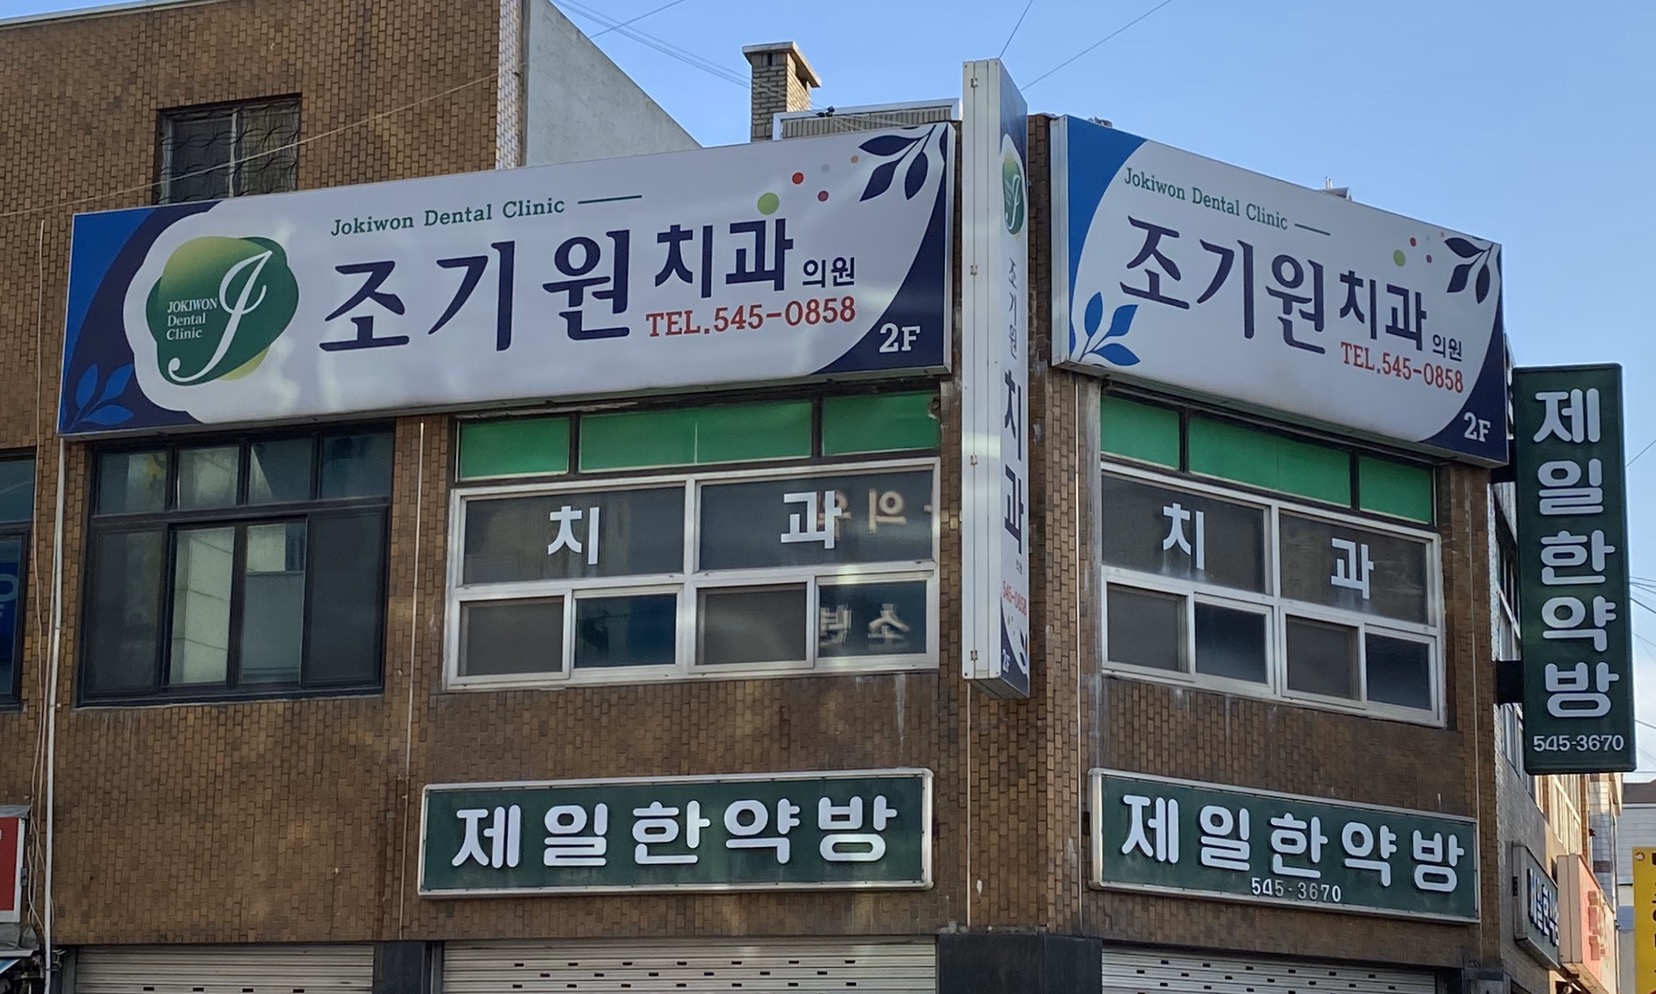 Jokiwon Dental Clinic
JOKIWON
Dental
Clinic
J
조기원치과의원
TEL.545-0858
2F
J
조기원치과의원
545-0858
2F
Jokiwon Dental Clinic
조기원치과의원
TEL.545-0858
2F
치과
치과
제일한약방
545-3670
제일한약방
제일한약방
545-3670